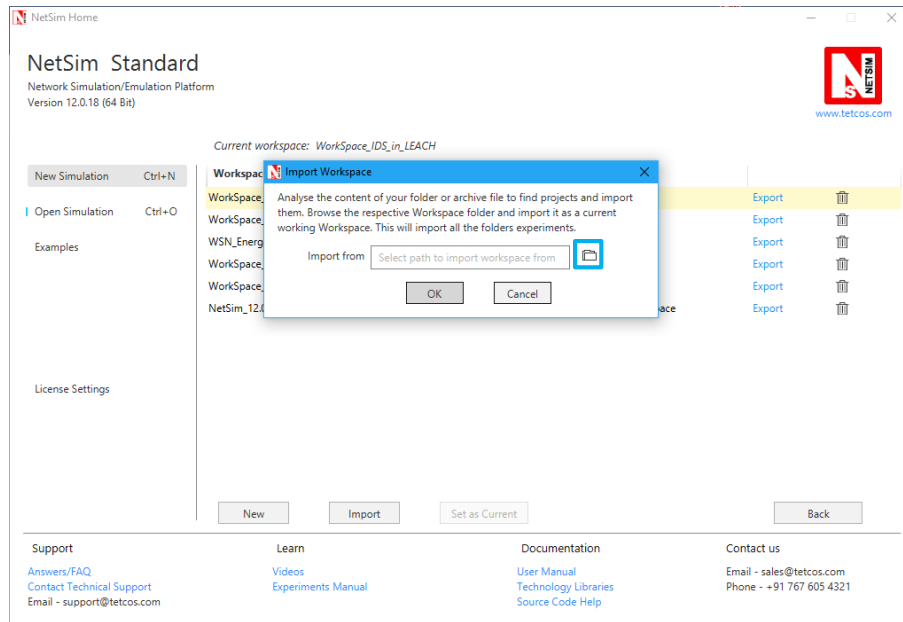 NetSim Home
NetSim Standard
Network Simulation/Emulation Platform
Version 12.0.18 (64 Bit)
NETSIM
www.tetcos.com
Current workspace: WorkSpace_IDS_in_LEACH
New Simulation Ctrl+N
Open Simulation Ctrl+O
Examples
License Settings
Workspac
WorkSpace_ Export
WorkSpace_ Export
WSN_Energ Export
WorkSpace_ Export
WorkSpace_ Export
NetSim_12.0 ace Export
Import Workspace
Analyse the content of your folder or archive file to find projects and import
them. Browse the respective Workspace folder and import it as a current
working Workspace. This will import all the folders experiments.
Import from Select path to import workspace from
OK Cancel
New Import Set as Current Back
Support Learn Documentation Contact us
Answers/FAQ Videos User Manual Email - sales@tetcos.com
Contact Technical Support Experiments Manual Technology Libraries Phone - +91 767 605 4321
Email - support@tetcos.com Source Code Help